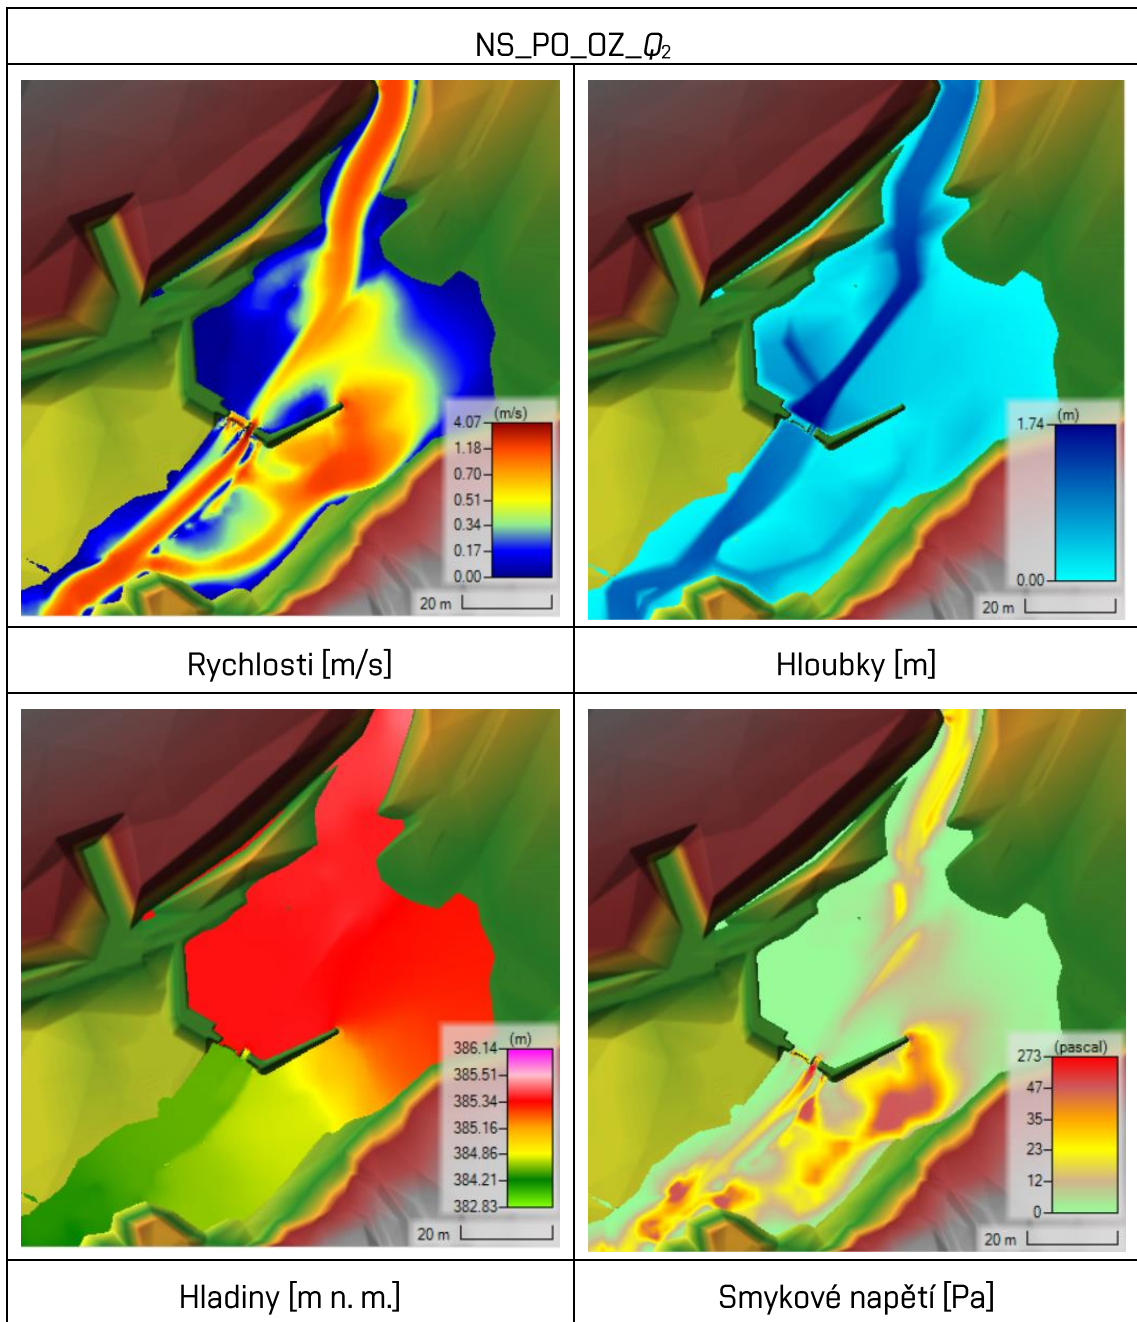 NS_PO_OZ_Q2
(m/s)
4.07
1.18
0.70
0.51
0.34
0.17
0.00
20 m
(m)
1.74
0.00
20 m
Rychlosti [m/s]
Hloubky [m]
(m)
386.14
385.51
385.34
385.16
384.86
384.21
382.83
20 m
(pascal)
273
47
35
23
12
0
20 m
Hladiny [m n. m.]
Smykové napětí [Pa]